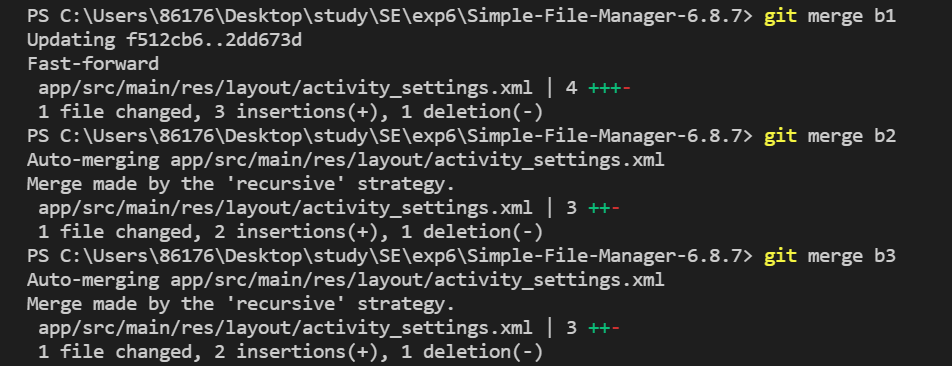 PS C:\Users\86176\Desktop\study\SE\exp6\Simple-File-Manager-6.8.7> git merge b1
Updating f512cb6..2dd673d
Fast-forward
 app/src/main/res/layout/activity_settings.xml | 4 +++-
 1 file changed, 3 insertions(+), 1 deletion(-)
PS C:\Users\86176\Desktop\study\SE\exp6\Simple-File-Manager-6.8.7> git merge b2
Auto-merging app/src/main/res/layout/activity_settings.xml
Merge made by the 'recursive' strategy.
 app/src/main/res/layout/activity_settings.xml | 3 ++-
 1 file changed, 2 insertions(+), 1 deletion(-)
PS C:\Users\86176\Desktop\study\SE\exp6\Simple-File-Manager-6.8.7> git merge b3
Auto-merging app/src/main/res/layout/activity_settings.xml
Merge made by the 'recursive' strategy.
 app/src/main/res/layout/activity_settings.xml | 3 ++-
 1 file changed, 2 insertions(+), 1 deletion(-)